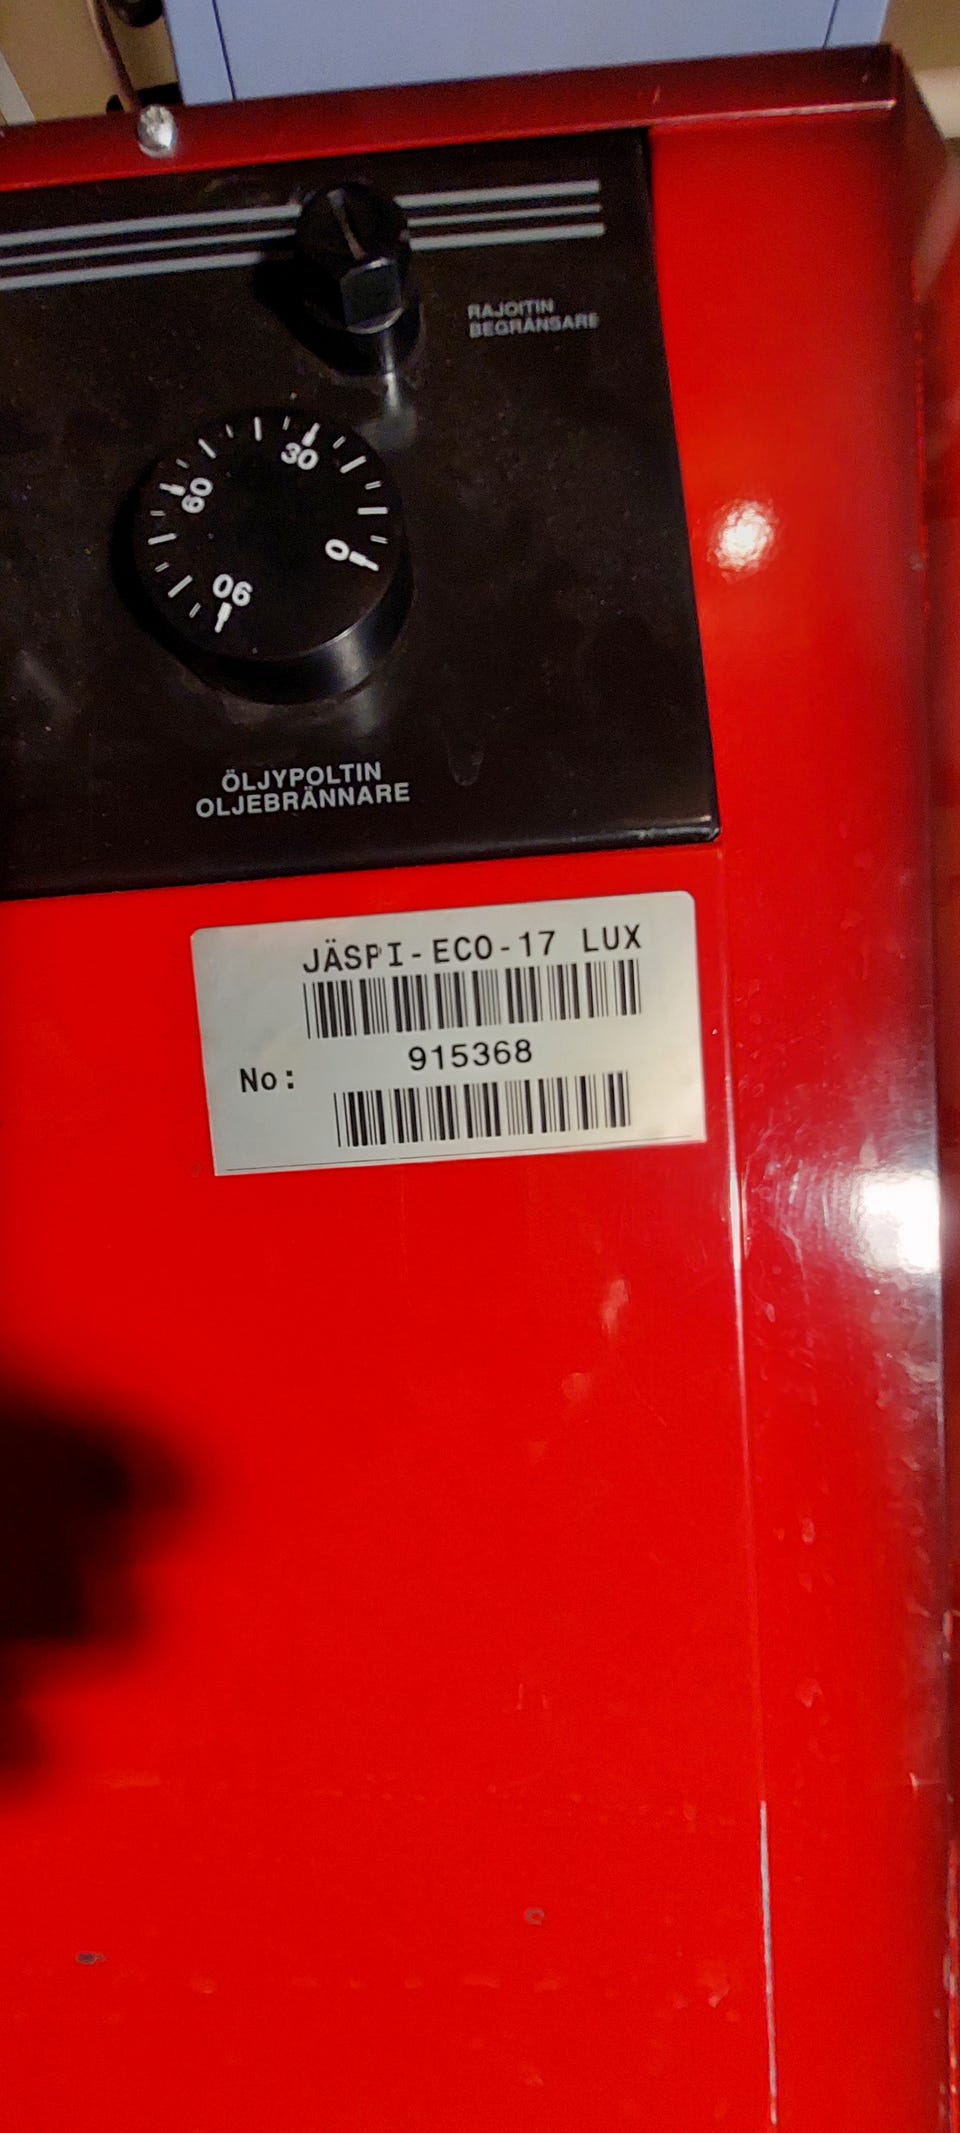 RAJOITIN
BEGRÄNSARE
30
60
0
90
ÖLJYPOLTIN
OLJEBRÄNNARE
JÄSPI-ECO-17 LUX
915368
No: